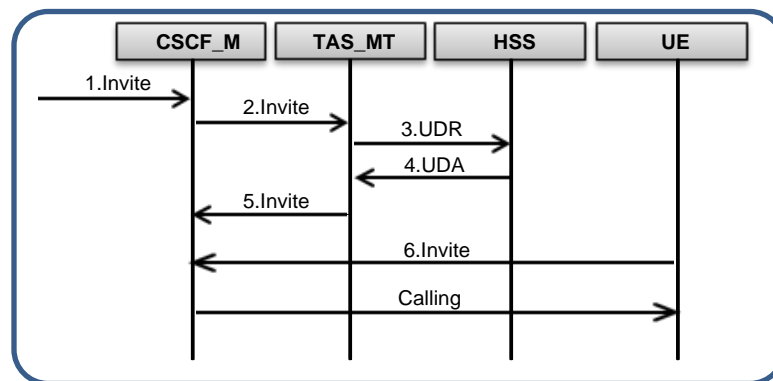 CSCF_M TAS_MT HSS UE
1.Invite
2.Invite
3.UDR
4.UDA
5.Invite
6.Invite
Calling